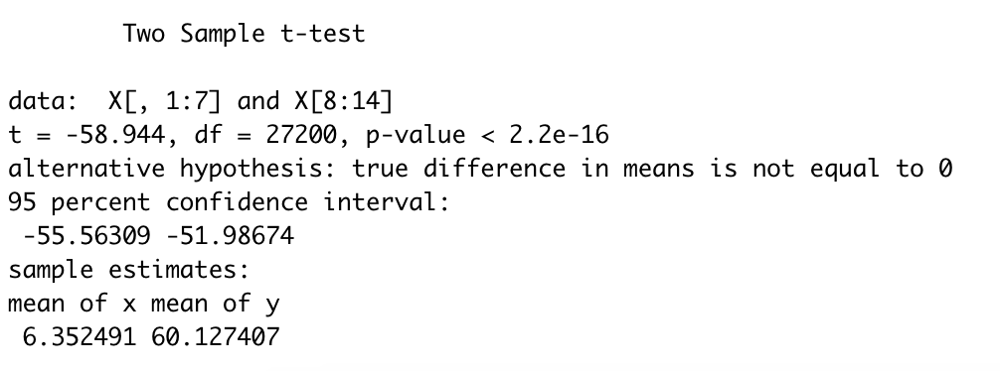 Two Sample t-test
data:  X[, 1:7] and X[8:14]
t = -58.944, df = 27200, p-value < 2.2e-16
alternative hypothesis: true difference in means is not equal to 0
95 percent confidence interval:
 -55.56309 -51.98674
sample estimates:
mean of x mean of y
 6.352491 60.127407